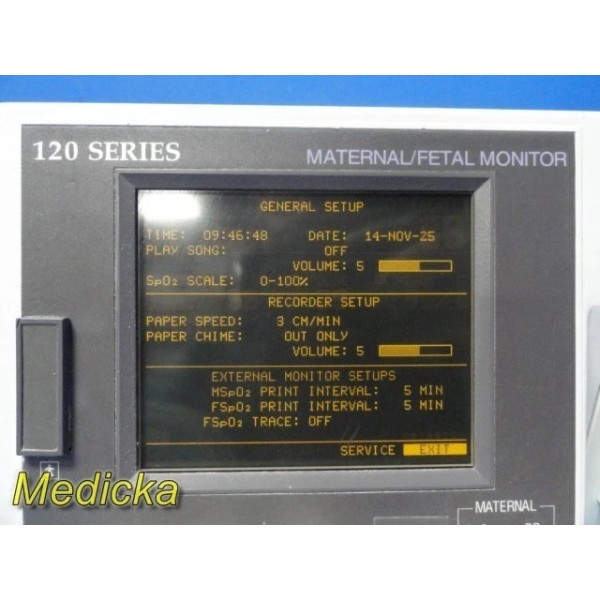 120 SERIES
MATERNAL/FETAL MONITOR
GENERAL SETUP
TIME: 09:46:48 DATE: 14-NOV-25
PLAY SONG: OFF
VOLUME: 5
SpO2 SCALE: 0-100%
RECORDER SETUP
PAPER SPEED: 3 CM/MIN
PAPER CHIME: OUT ONLY
VOLUME: 5
EXTERNAL MONITOR SETUPS
MSpO2 PRINT INTERVAL: 5 MIN
FSpO2 PRINT INTERVAL: 5 MIN
FSpO2 TRACE: OFF
SERVICE EXIT
Medicka
MATERNAL